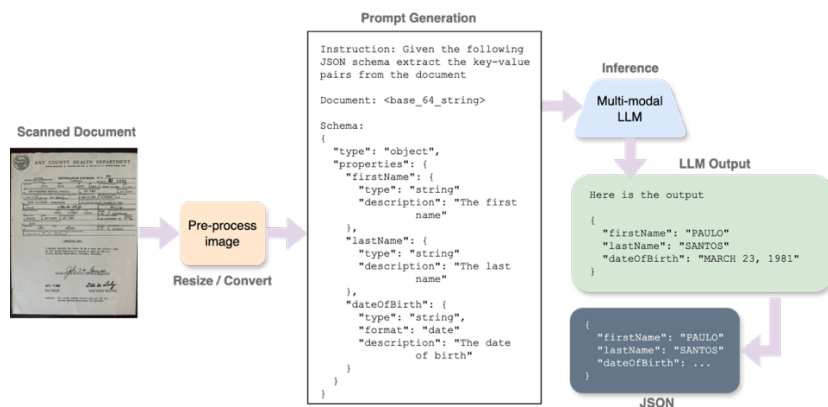 Prompt Generation
Instruction: Given the following
JSON schema extract the key-value
pairs from the document
Document: <base_64_string>
Schema:
{
"type": "object",
"properties": {
"firstName": {
"type": "string"
"description": "The first
name"
},
"lastName": {
"type": "string"
"description": "The last
name"
},
"dateOfBirth": {
"type": "string",
"format": "date"
"description": "The date
of birth"
}
}
}
Scanned Document
ANY COUNTY HEALTH DEPARTMENT
Pre-process
image
Resize / Convert
Inference
Multi-modal
LLM
LLM Output
Here is the output
{
"firstName": "PAULO"
"lastName": "SANTOS"
"dateOfBirth": "MARCH 23, 1981"
}
{
"firstName": "PAULO"
"lastName": "SANTOS"
"dateOfBirth": ...
}
JSON